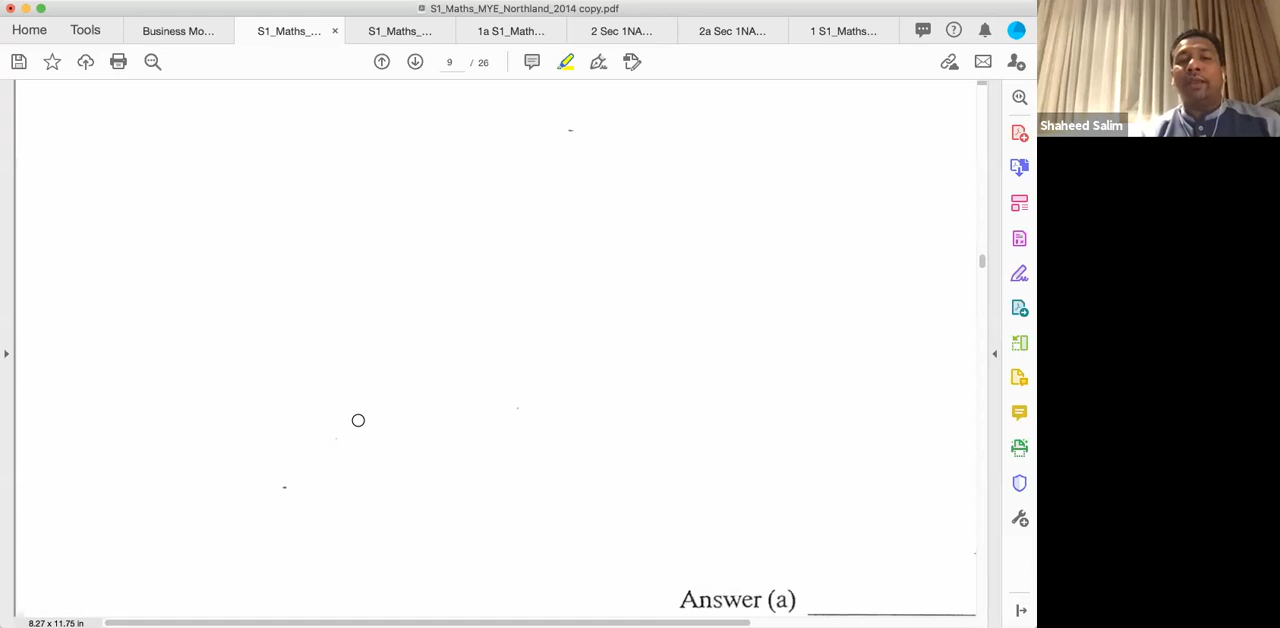 S1_Maths_MYE_Northland_2014 copy.pdf
Home Tools Business Mo... S1_Maths_... × S1_Maths_... 1a S1_Math... 2 Sec 1NA... 2a Sec 1NA... 1 S1_Maths...
9 / 26
Shaheed Salim
Answer (a)
8.27 x 11.75 in